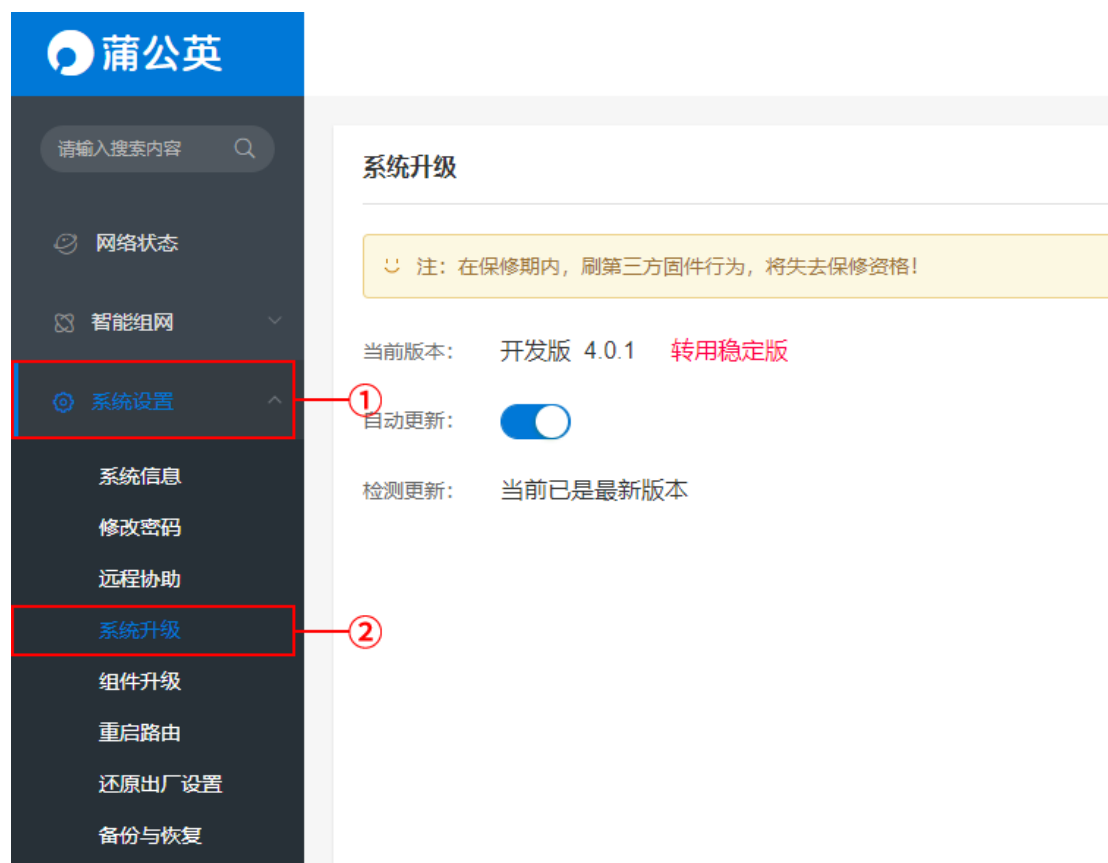 蒲公英
请输入搜索内容
网络状态
智能组网
系统设置
系统信息
修改密码
远程协助
系统升级
组件升级
重启路由
还原出厂设置
备份与恢复
系统升级
注：在保修期内，刷第三方固件行为，将失去保修资格！
当前版本： 开发版 4.0.1 转用稳定版
①
自动更新：
检测更新： 当前已是最新版本
②